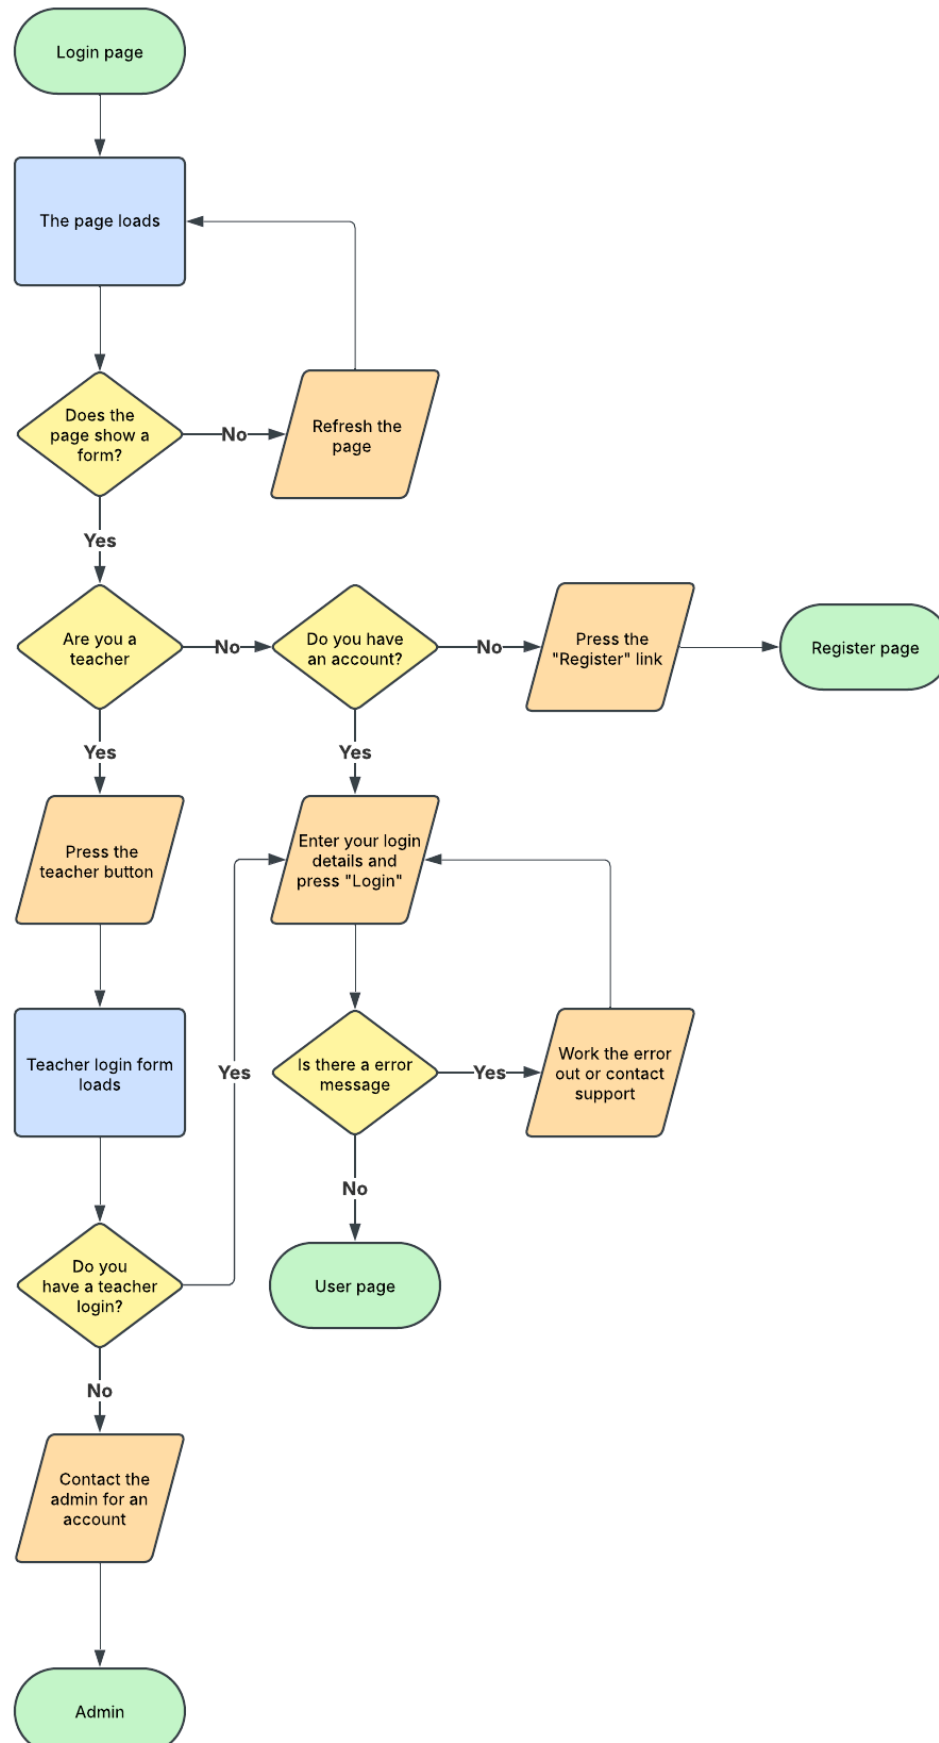 Login page
The page loads
Does the
page show a
form?
No
Refresh the
page
Yes
Are you a
teacher
No
Do you have
an account?
No
Press the
"Register" link
Register page
Yes
Yes
Press the
teacher button
Enter your login
details and
press "Login"
Teacher login form
loads
Yes
Is there a error
message
Yes
Work the error
out or contact
support
No
Do you
have a teacher
login?
User page
No
Contact the
admin for an
account
Admin